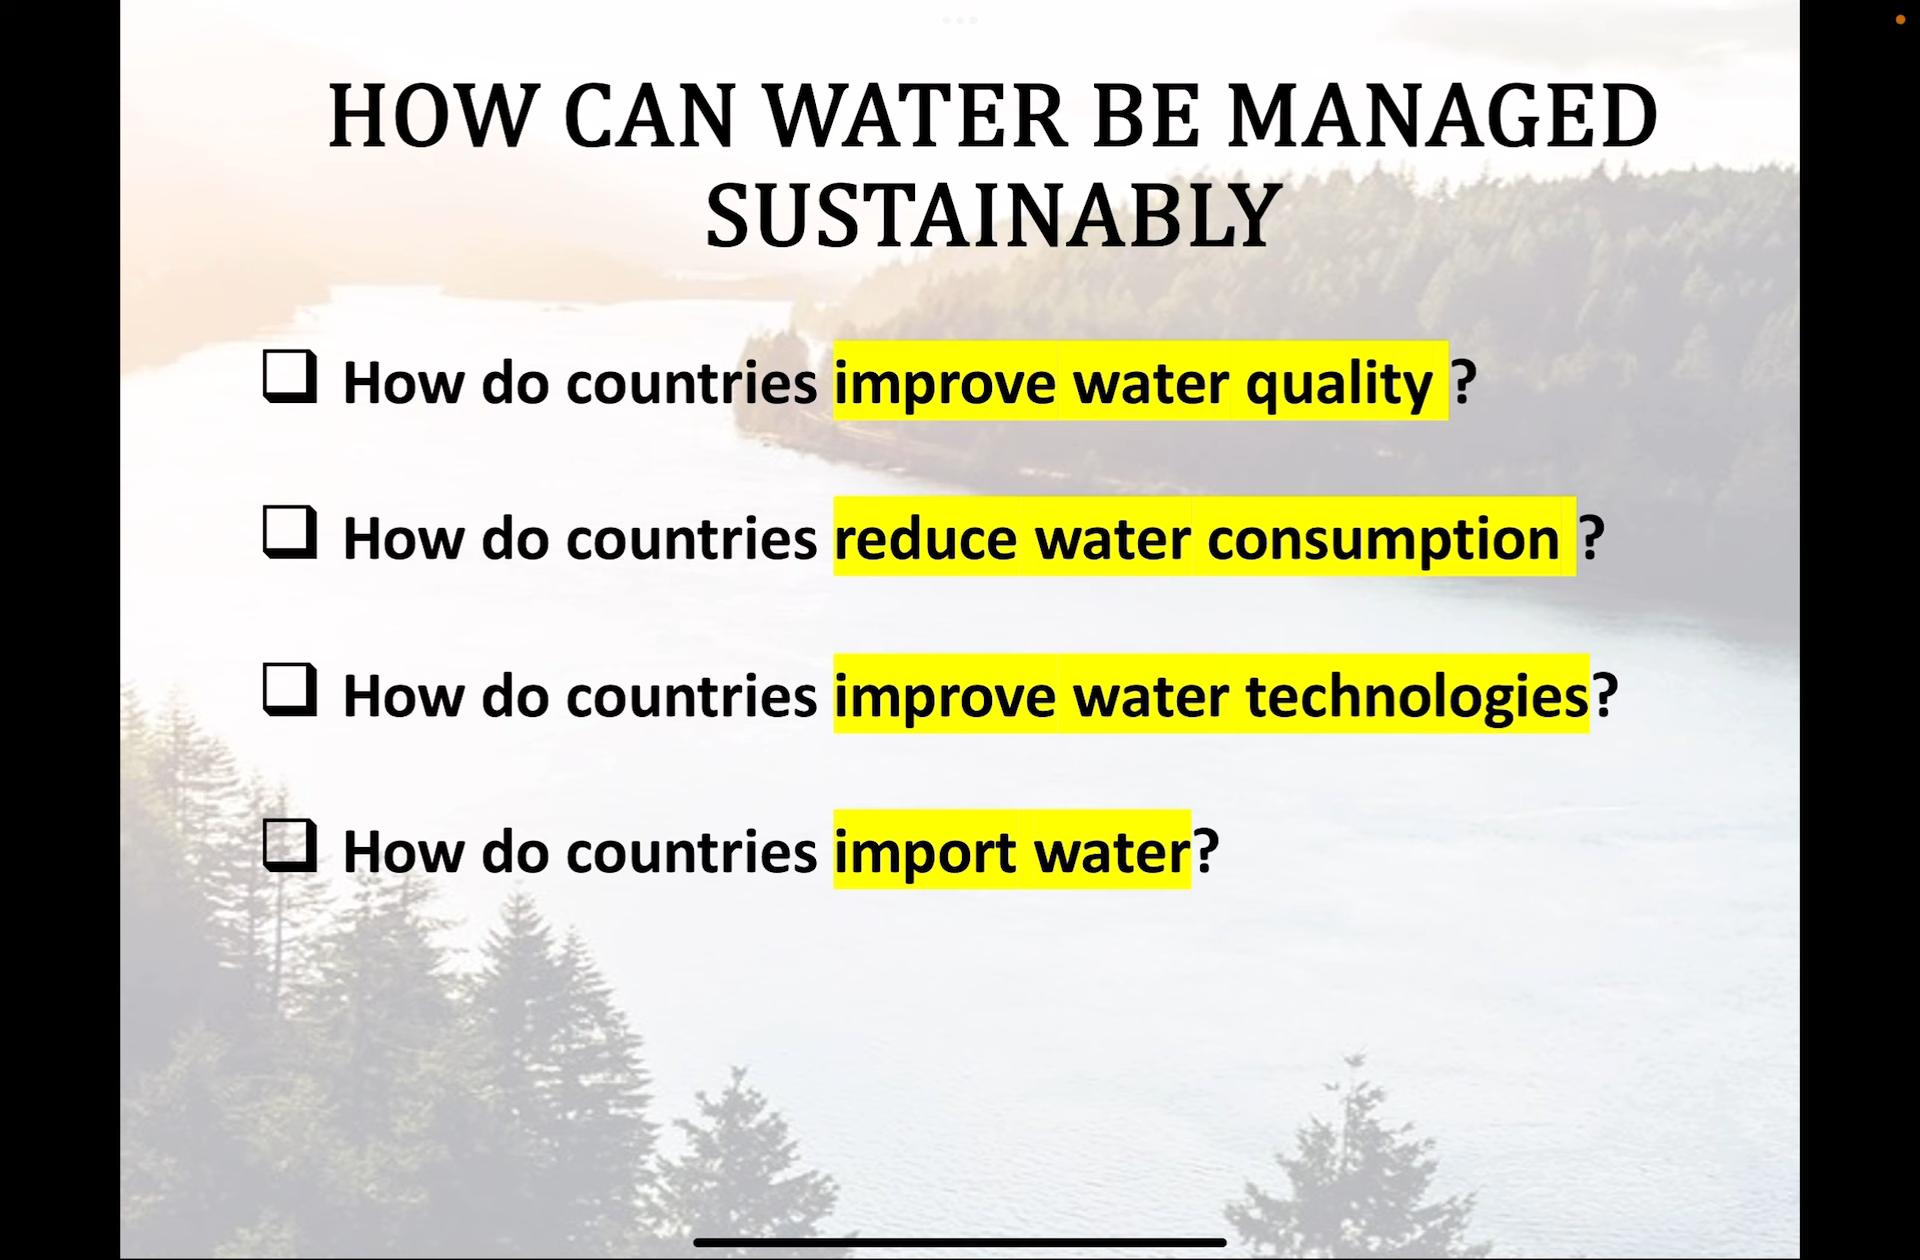 HOW CAN WATER BE MANAGED
SUSTAINABLY
How do countries improve water quality ?
How do countries reduce water consumption ?
How do countries improve water technologies?
How do countries import water?